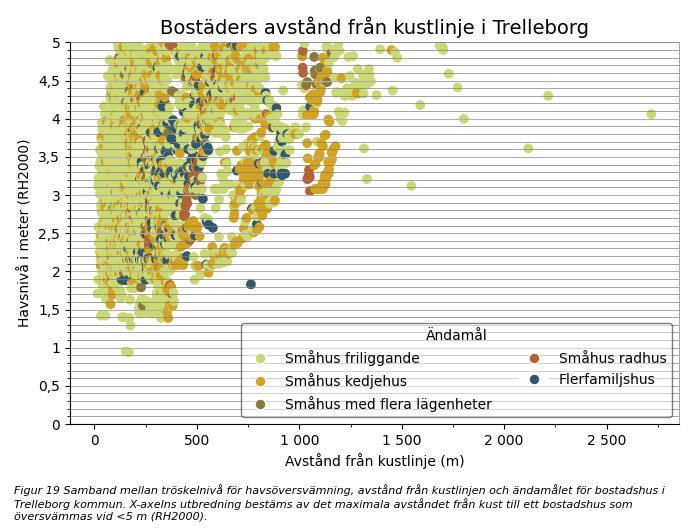 Bostäders avstånd från kustlinje i Trelleborg
Havsnivå i meter (RH2000)
5
4,5
4
3,5
3
2,5
2
1,5
1
0,5
0
Ändamål
Småhus friliggande
Småhus kedjehus
Småhus med flera lägenheter
Småhus radhus
Flerfamiljshus
0
500
1 000
1 500
2 000
2 500
Avstånd från kustlinje (m)
Figur 19 Samband mellan tröskelnivå för havsöversvämning, avstånd från kustlinjen och ändamålet för bostadshus i
Trelleborg kommun. X-axelns utbredning bestäms av det maximala avståndet från kust till ett bostadshus som
översvämmas vid <5 m (RH2000).